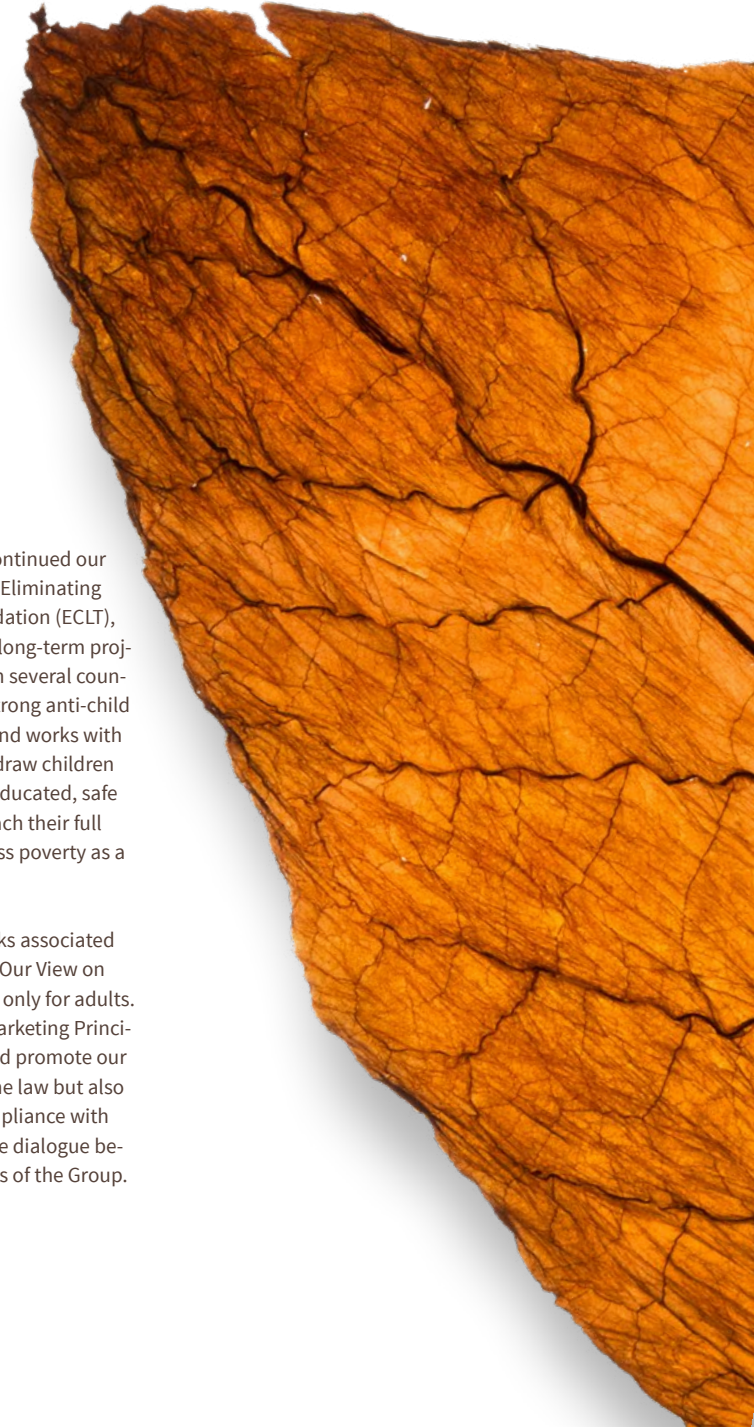 ontinued our
Eliminating
dation (ECLT),
long-term proj-
n several coun-
rong anti-child
nd works with
draw children
ducated, safe
ch their full
ss poverty as a
ks associated
Our View on
only for adults.
arketing Princi-
d promote our
he law but also
pliance with
e dialogue be-
s of the Group.